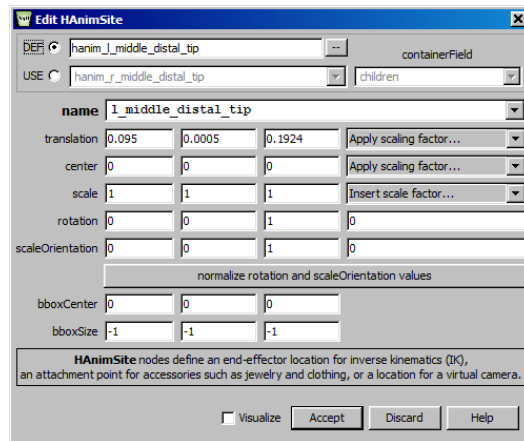 Edit HAnimSite
DEF hanim_l_middle_distal_tip -- containerField
USE hanim_r_middle_distal_tip children
name l_middle_distal_tip
translation 0.095 0.0005 0.1924 Apply scaling factor...
center 0 0 0 Apply scaling factor...
scale 1 1 1 Insert scale factor...
rotation 0 0 1 0
scaleOrientation 0 0 1 0
normalize rotation and scaleOrientation values
bboxCenter 0 0 0
bboxSize -1 -1 -1
HAnimSite nodes define an end-effector location for inverse kinematics (IK),
an attachment point for accessories such as jewelry and clothing, or a location for a virtual camera.
Visualize Accept Discard Help